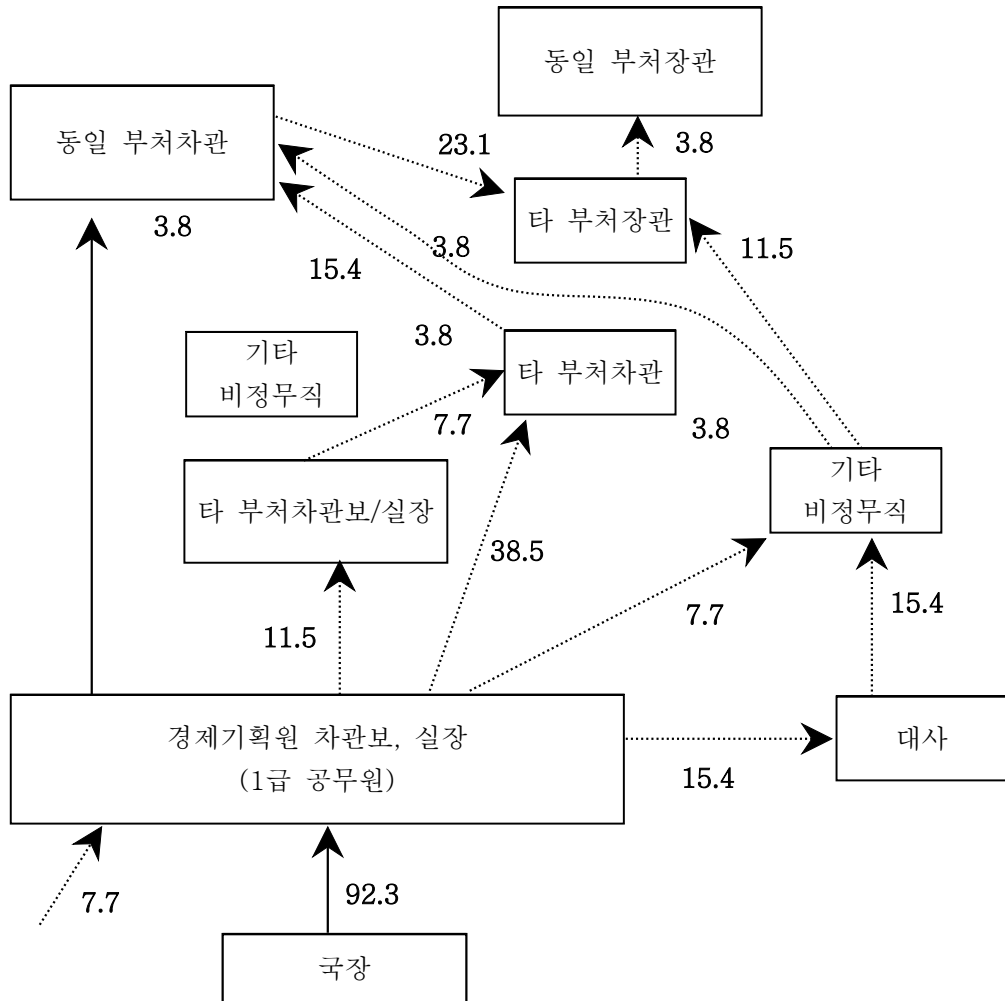 동일 부처장관
동일 부처차관
23.1
3.8
타 부처장관
3.8
3.8
11.5
15.4
3.8
기타
비정무직
타 부처차관
7.7
3.8
기타
비정무직
타 부처차관보/실장
38.5
15.4
7.7
11.5
경제기획원 차관보, 실장
(1급 공무원)
대사
15.4
7.7
92.3
국장